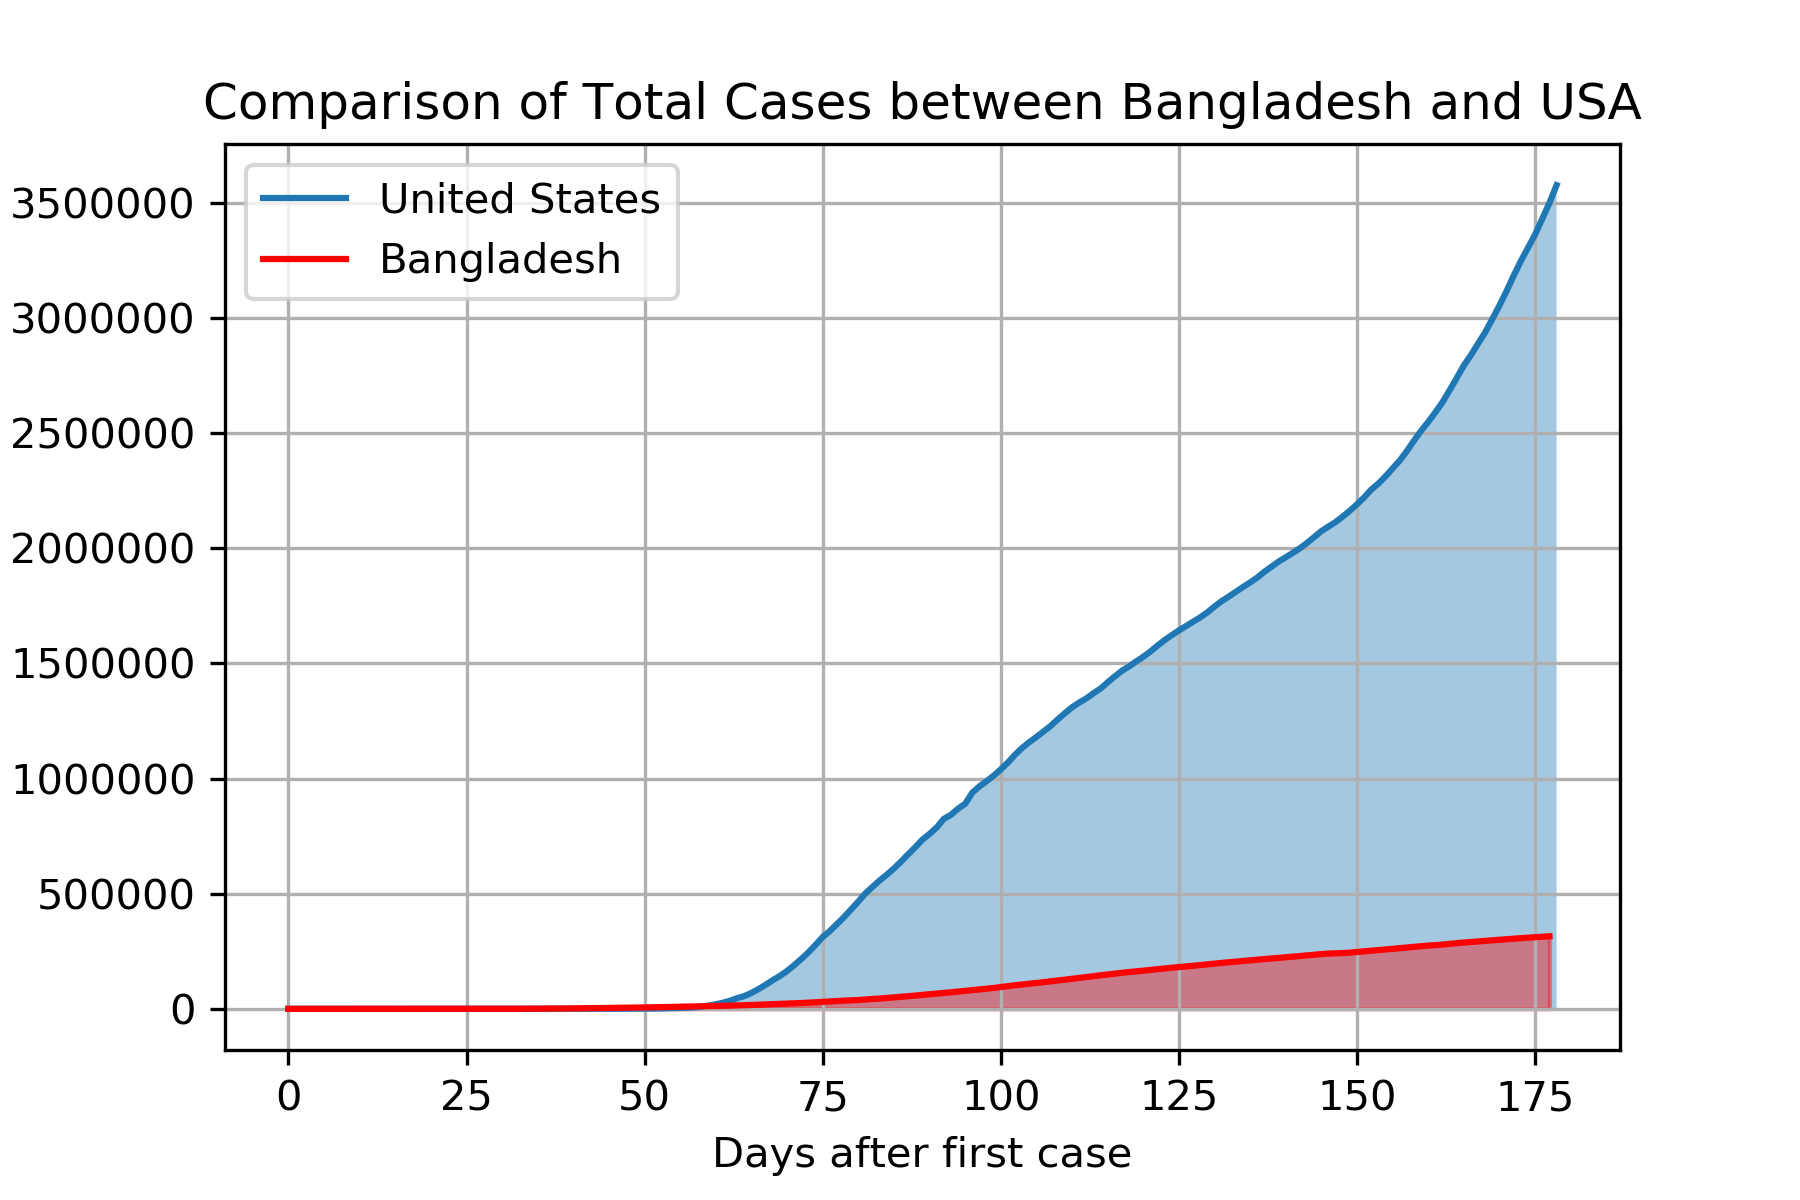 Comparison of Total Cases between Bangladesh and USA
United States
Bangladesh
3500000
3000000
2500000
2000000
1500000
1000000
500000
0
0 25 50 75 100 125 150 175
Days after first case